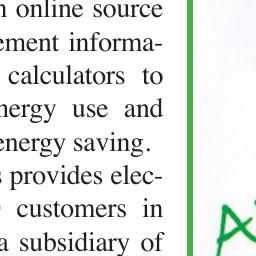 online source
ement informa-
calculators to
nergy use and
energy saving.
s provides elec-
customers in
a subsidiary of